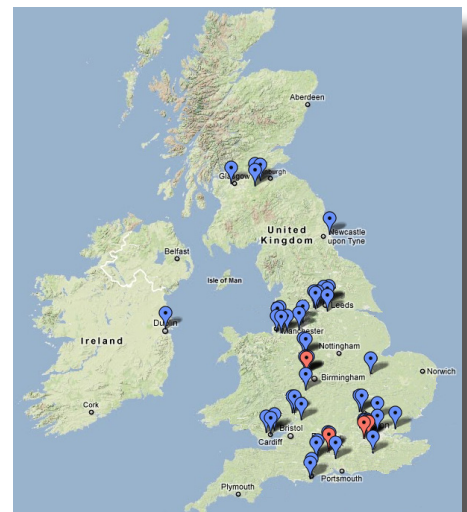 Aberdeen
Glasgow
United
Kingdom
Newcastle
upon Tyne
Belfast
Isle of Man
Leeds
Ireland
Manchester
Nottingham
Norwich
Birmingham
Cork
Bristol
Cardiff
Portsmouth
Plymouth